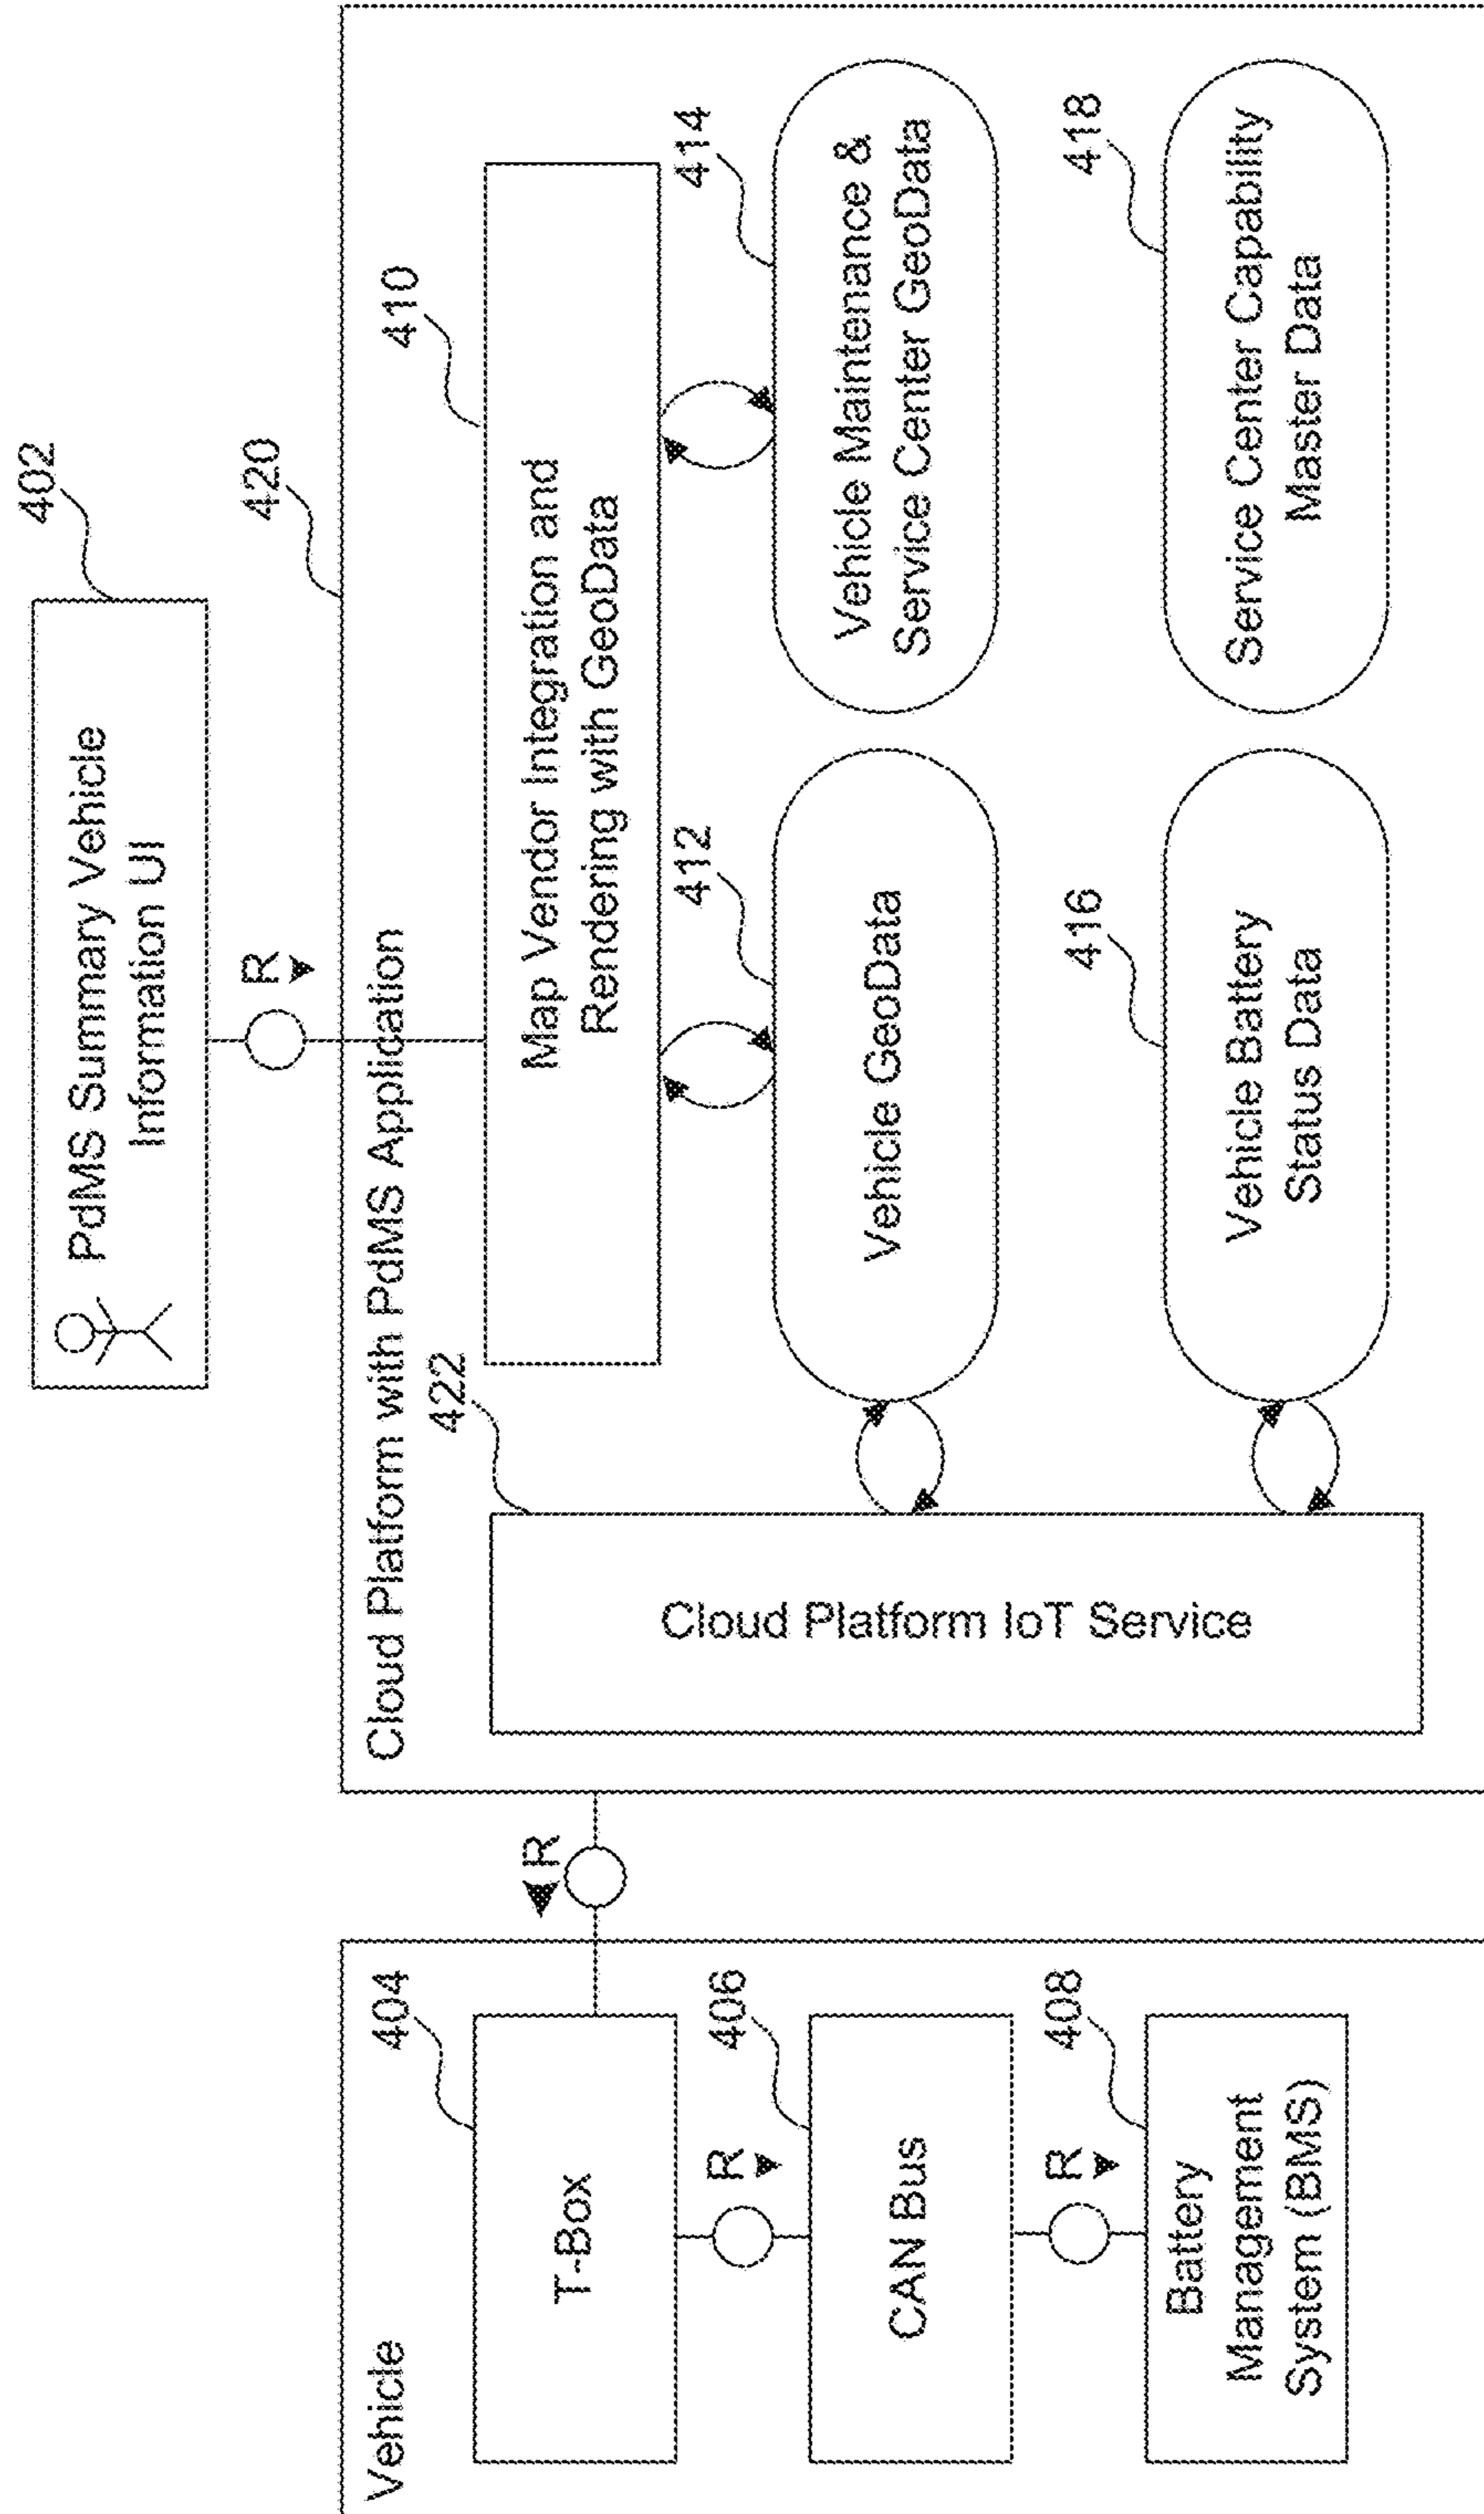 402
PdMS Summary Vehicle
Information UI
R
420
Cloud Platform with PdMS Application
410
Map Vendor Integration and
Rendering with GeoData
422
Cloud Platform IoT Service
412
Vehicle GeoData
414
Vehicle Maintenance &
Service Center GeoData
416
Vehicle Battery
Status Data
418
Service Center Capability
Master Data
R
Vehicle
404
T-Box
R
406
CAN Bus
R
408
Battery
Management
System (BMS)